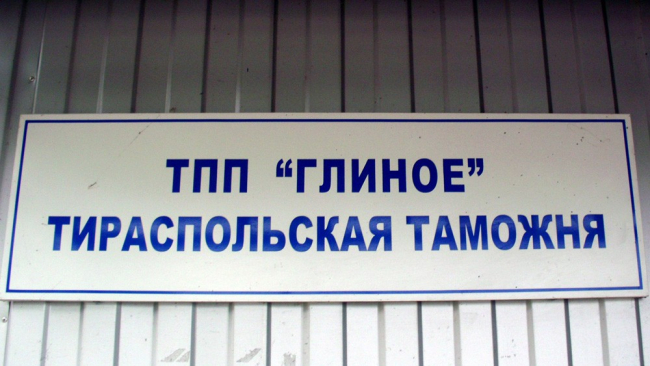 ТПП “ГЛИНОЕ”
ТИРАСПОЛЬСКАЯ ТАМОЖНЯ